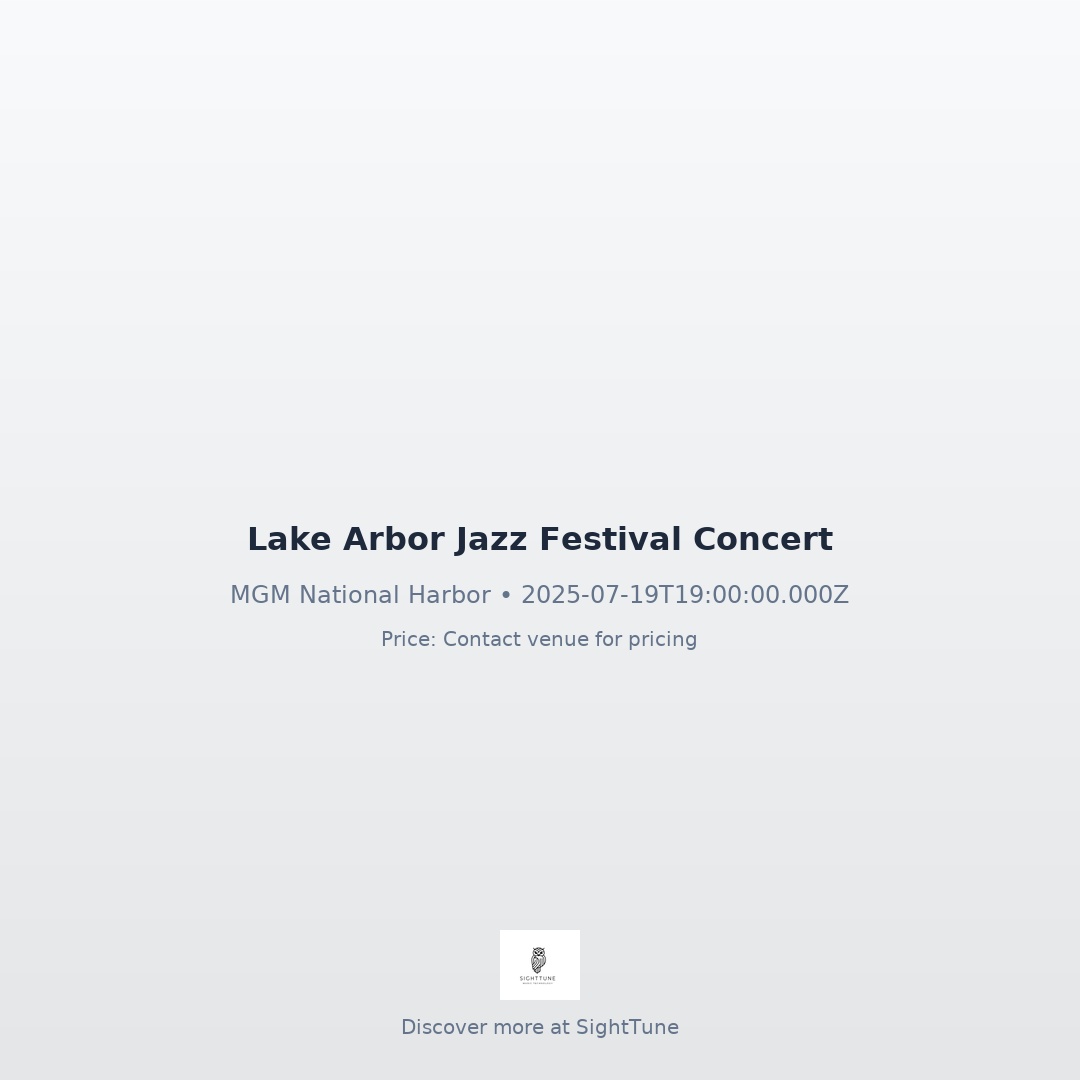 Lake Arbor Jazz Festival Concert
MGM National Harbor • 2025-07-19T19:00:00.000Z
Price: Contact venue for pricing
SIGHTTUNE
Discover more at SightTune